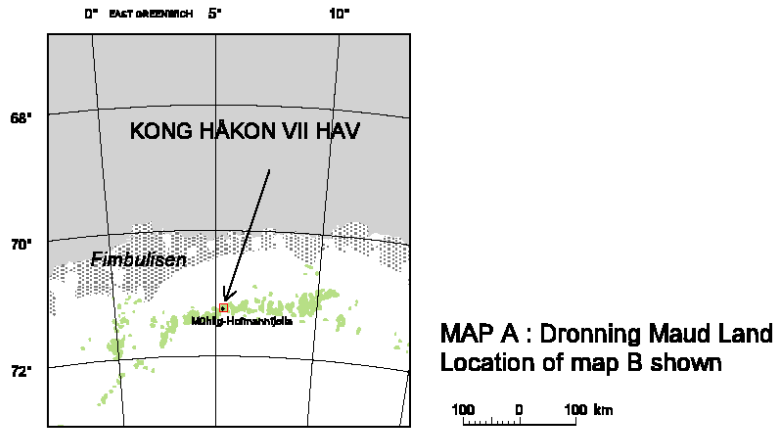 0° EAST GREENWICH 5° 10°
68°
KONG HÅKON VII HAV
70°
Fimbulisen
Mühlig-Hofmannfjella
72°
MAP A : Dronning Maud Land
Location of map B shown
100 0 100 km